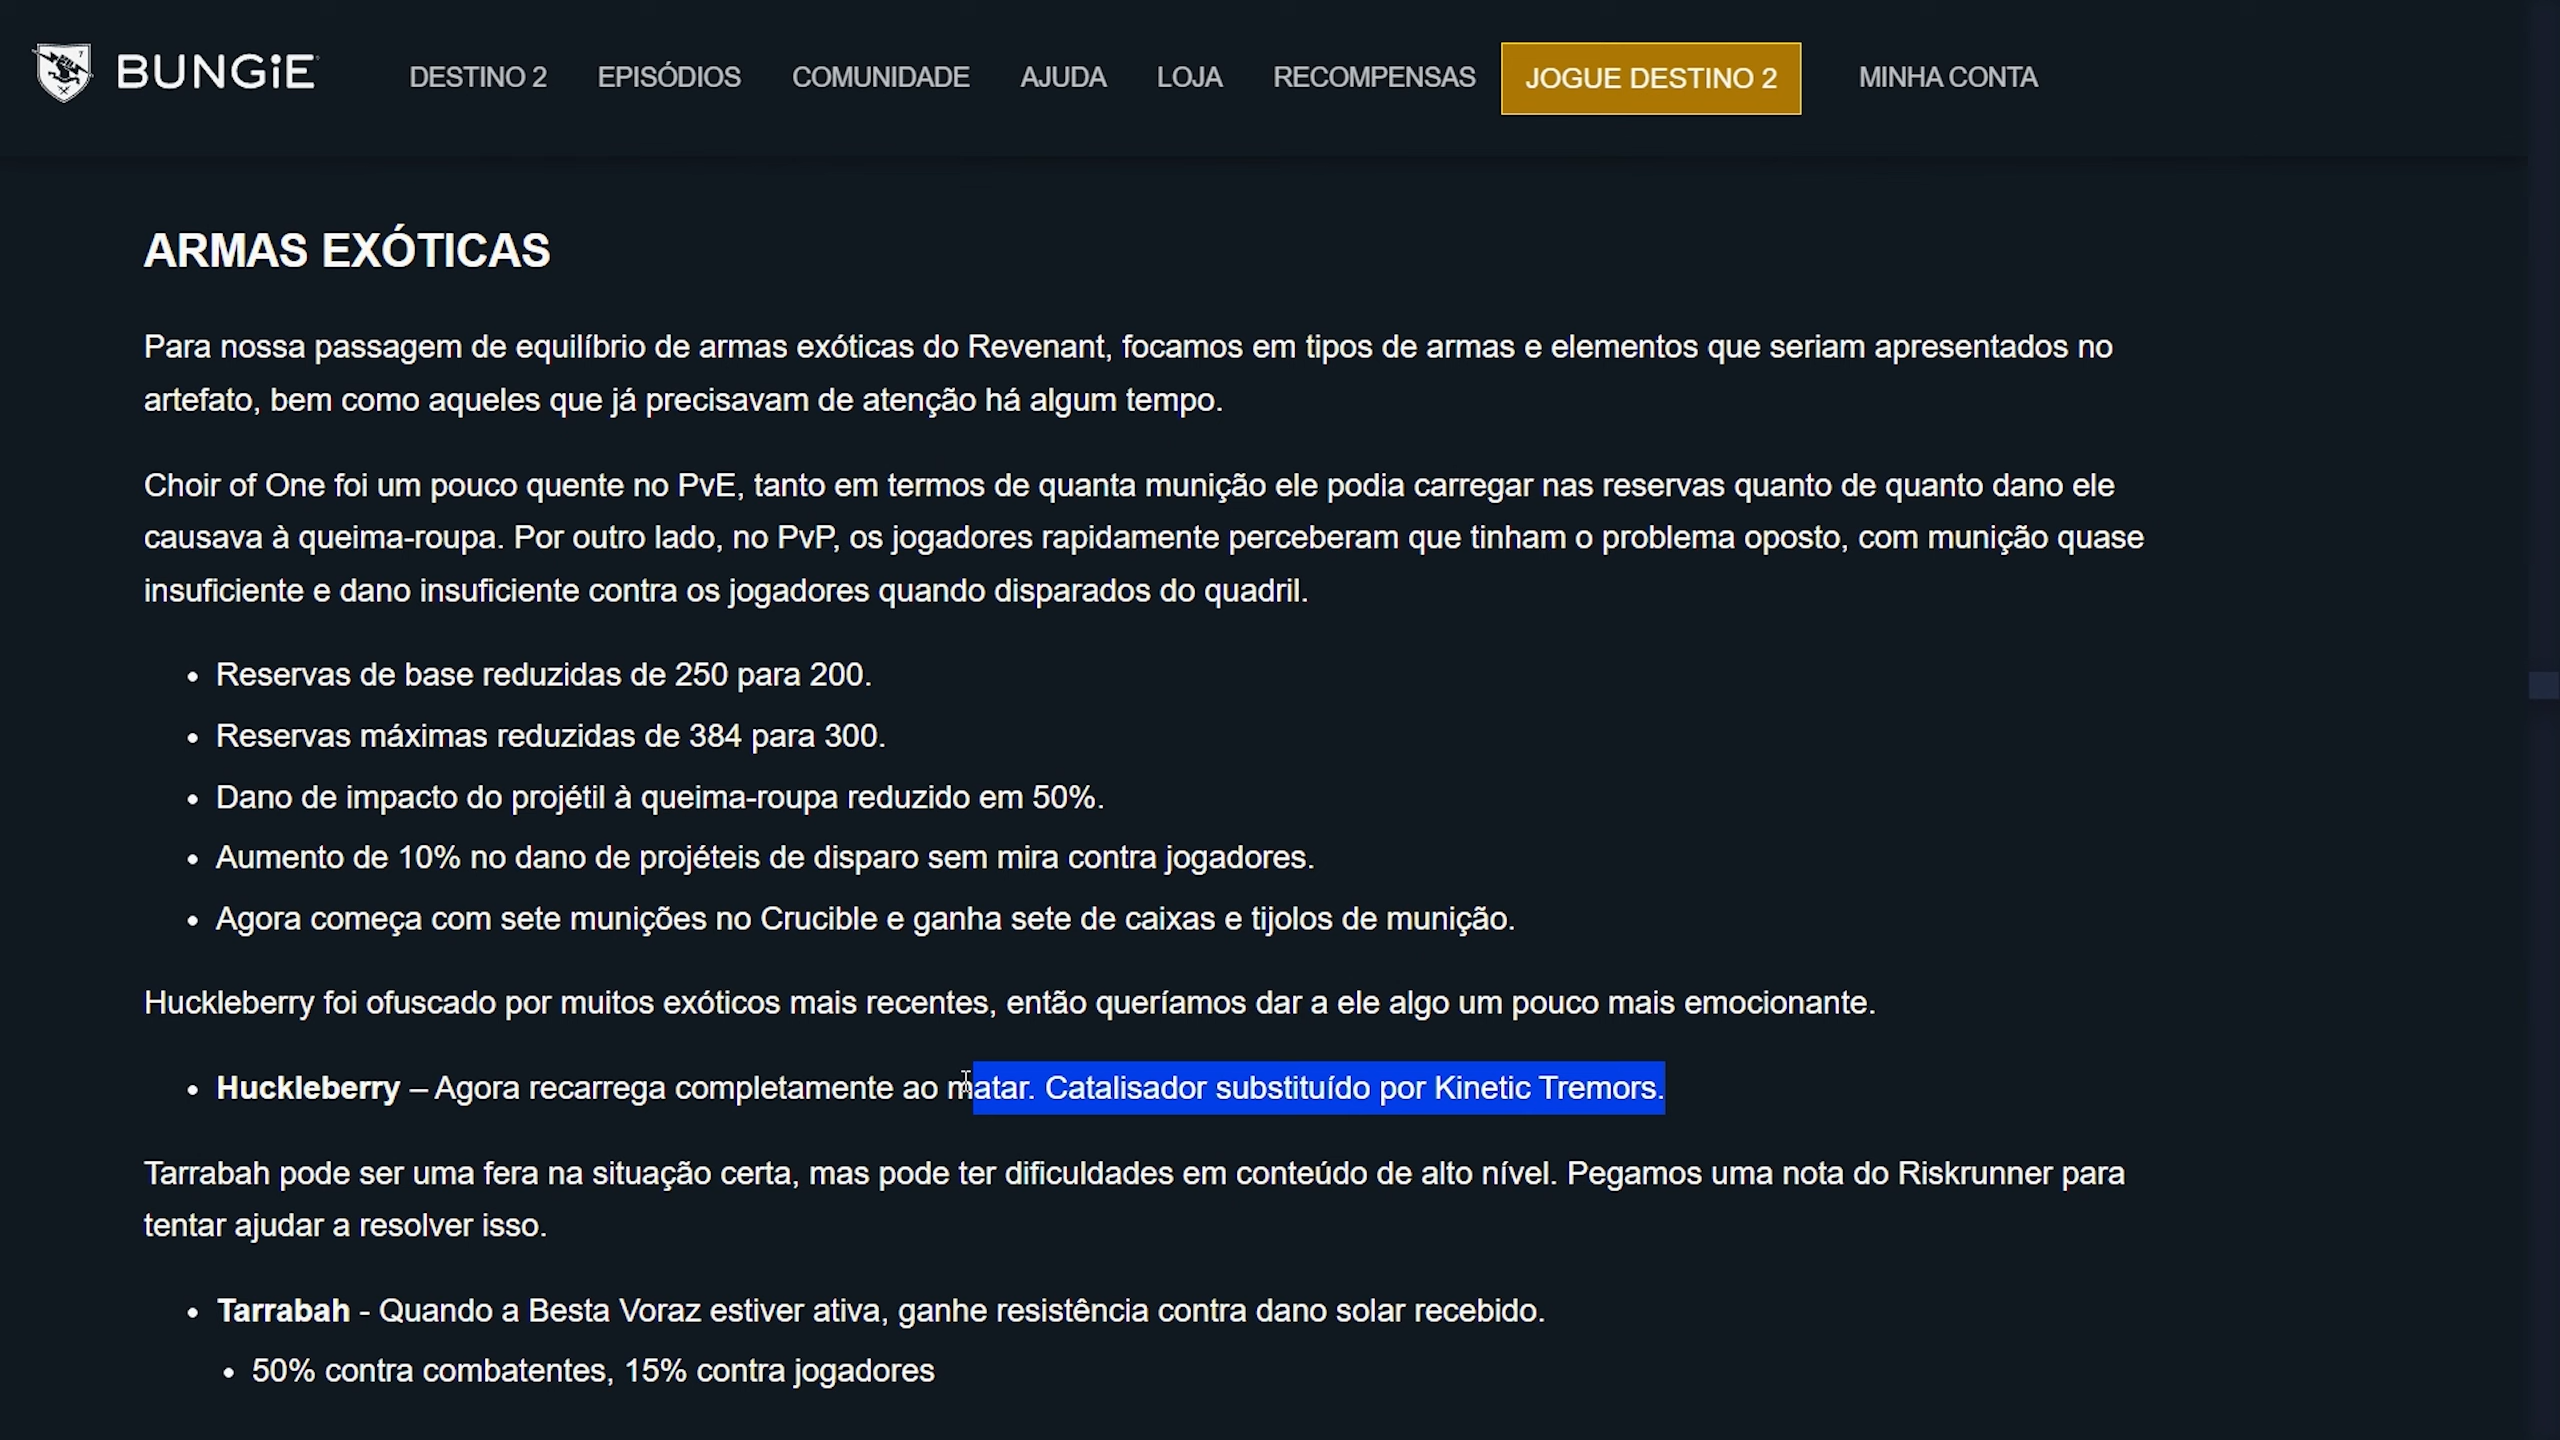 BUNGiE
DESTINO 2
EPISÓDIOS
COMUNIDADE
AJUDA
LOJA
RECOMPENSAS
JOGUE DESTINO 2
MINHA CONTA
ARMAS EXÓTICAS
Para nossa passagem de equilíbrio de armas exóticas do Revenant, focamos em tipos de armas e elementos que seriam apresentados no
artefato, bem como aqueles que já precisavam de atenção há algum tempo.
Choir of One foi um pouco quente no PvE, tanto em termos de quanta munição ele podia carregar nas reservas quanto de quanto dano ele
causava à queima-roupa. Por outro lado, no PvP, os jogadores rapidamente perceberam que tinham o problema oposto, com munição quase
insuficiente e dano insuficiente contra os jogadores quando disparados do quadril.
• Reservas de base reduzidas de 250 para 200.
• Reservas máximas reduzidas de 384 para 300.
• Dano de impacto do projétil à queima-roupa reduzido em 50%.
• Aumento de 10% no dano de projéteis de disparo sem mira contra jogadores.
• Agora começa com sete munições no Crucible e ganha sete de caixas e tijolos de munição.
Huckleberry foi ofuscado por muitos exóticos mais recentes, então queríamos dar a ele algo um pouco mais emocionante.
• Huckleberry – Agora recarrega completamente ao matar. Catalisador substituído por Kinetic Tremors.
Tarrabah pode ser uma fera na situação certa, mas pode ter dificuldades em conteúdo de alto nível. Pegamos uma nota do Riskrunner para
tentar ajudar a resolver isso.
• Tarrabah - Quando a Besta Voraz estiver ativa, ganhe resistência contra dano solar recebido.
• 50% contra combatentes, 15% contra jogadores